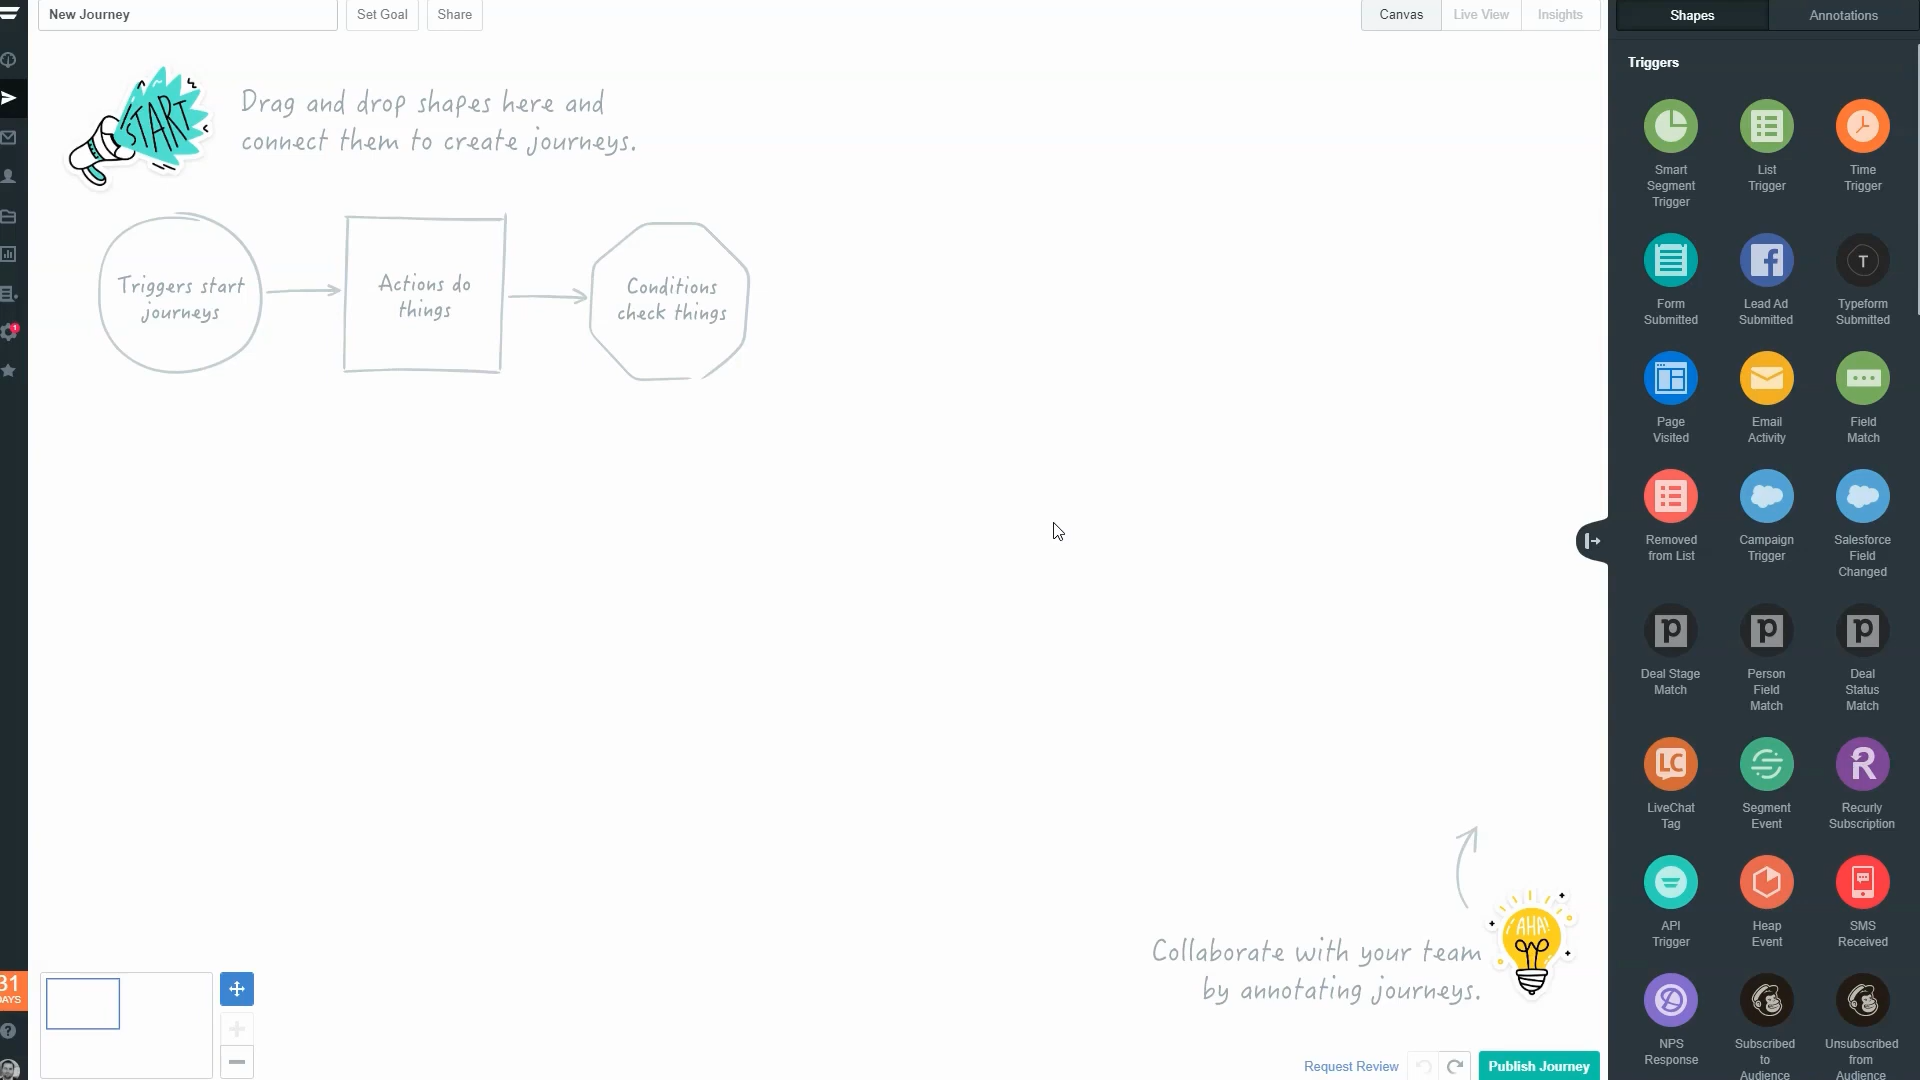 New Journey
Set Goal
Share
Canvas
Live View
Insights
Shapes
Annotations
START
Drag and drop shapes here and
connect them to create journeys.
Triggers start
journeys
Actions do
things
Conditions
check things
Triggers
Smart
Segment
Trigger
List
Trigger
Time
Trigger
Form
Submitted
Lead Ad
Submitted
T
Typeform
Submitted
Page
Visited
Email
Activity
Field
Match
Removed
from List
Campaign
Trigger
Salesforce
Field
Changed
Deal Stage
Match
Person
Field
Match
Deal
Status
Match
LC
LiveChat
Tag
Segment
Event
R
Recurly
Subscription
API
Trigger
Heap
Event
SMS
Received
NPS
Response
Subscribed
to
Audience
Unsubscribed
from
Audience
1
31
DAYS
AHA!
Collaborate with your team
by annotating journeys.
Request Review
Publish Journey